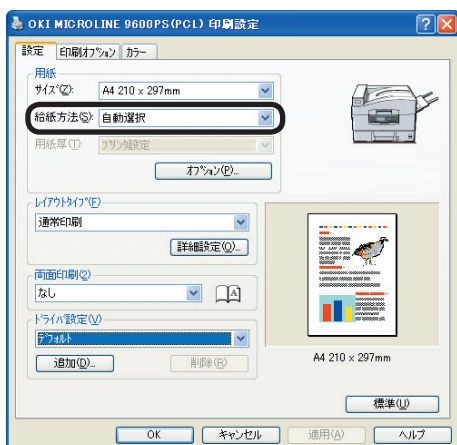 OKI MICROLINE 9600PS(PCL) 印刷設定
設定 印刷ｵﾌﾟｼｮﾝ カラー
用紙
ｻｲｽﾞ(Z): A4 210 x 297mm
給紙方法(S): 自動選択
用紙厚(T): ﾌﾟﾘﾝﾀ設定
ｵﾌﾟｼｮﾝ(P)...
ﾚｲｱｳﾄﾀｲﾌﾟ(F)
通常印刷
詳細設定(O)...
両面印刷(2)
なし
ﾄﾞﾗｲﾊﾞ設定(V)
ﾃﾞﾌｫﾙﾄ
追加(D)...
削除(R)
A4 210 x 297mm
標準(U)
OK キャンセル 適用(A) ヘルプ